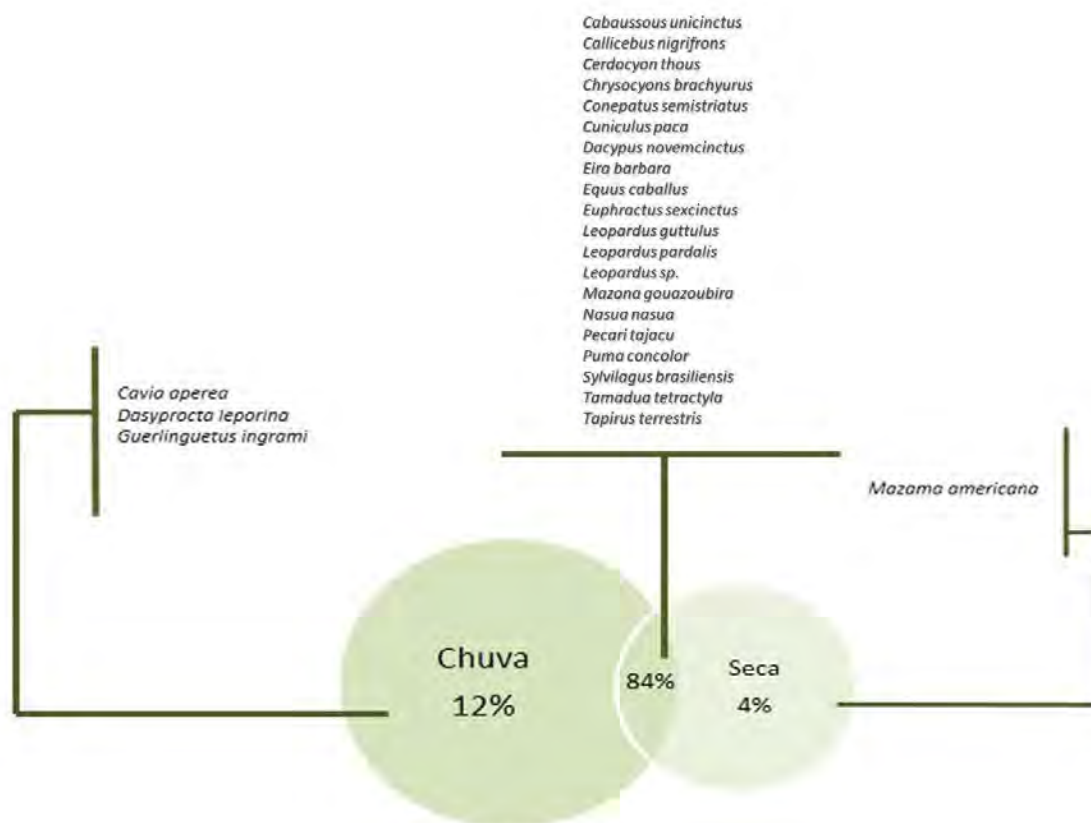 Cabaussous unicinctus
Callicebus nigrifrons
Cerdocyon thous
Chrysocyons brachyurus
Conepatus semistriatus
Cuniculus paca
Dacypus novemcinctus
Eira barbara
Equus caballus
Euphractus sexcinctus
Leopardus guttulus
Leopardus pardalis
Leopardus sp.
Mazona gouazoubira
Nasua nasua
Pecari tajacu
Puma concolor
Sylvilagus brasiliensis
Tamadua tetractyla
Tapirus terrestris
Cavia aperea
Dasyprocta leporina
Guerlinguetus ingrami
Mazama americana
Chuva
12%
84%
Seca
4%